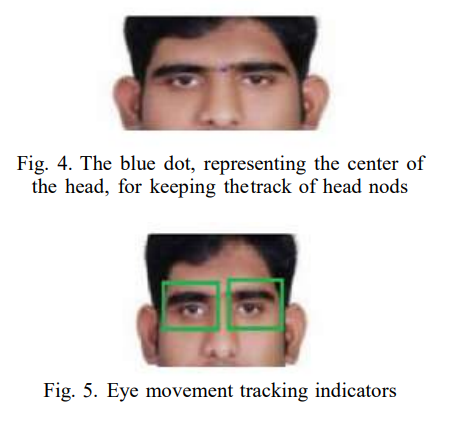 Fig. 4. The blue dot, representing the center of
the head, for keeping thetrack of head nods
Fig. 5. Eye movement tracking indicators